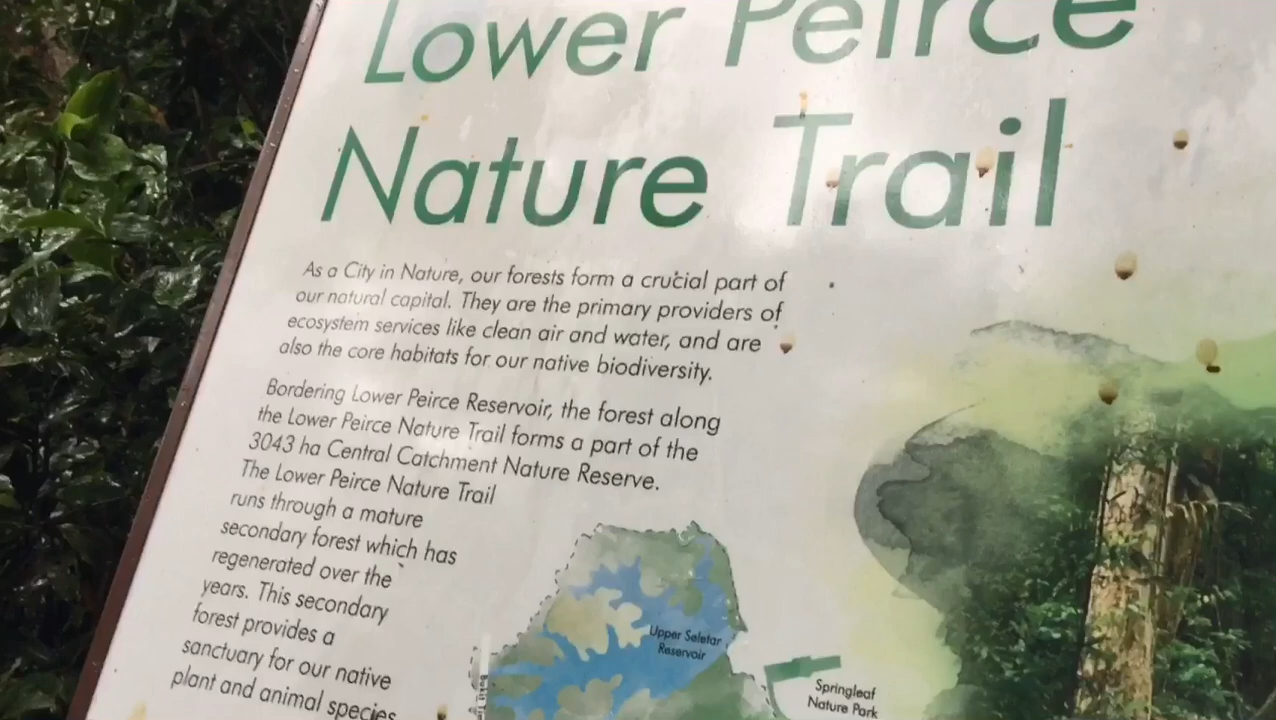 Lower Peirce
Nature Trail
As a City in Nature, our forests form a crucial part of
our natural capital. They are the primary providers of
ecosystem services like clean air and water, and are
also the core habitats for our native biodiversity.
Bordering Lower Peirce Reservoir, the forest along
the Lower Peirce Nature Trail forms a part of the
3043 ha Central Catchment Nature Reserve.
The Lower Peirce Nature Trail
runs through a mature
secondary forest which has
regenerated over the
years. This secondary
forest provides a
sanctuary for our native
plant and animal species
Upper Seletar
Reservoir
Springleaf
Nature Park